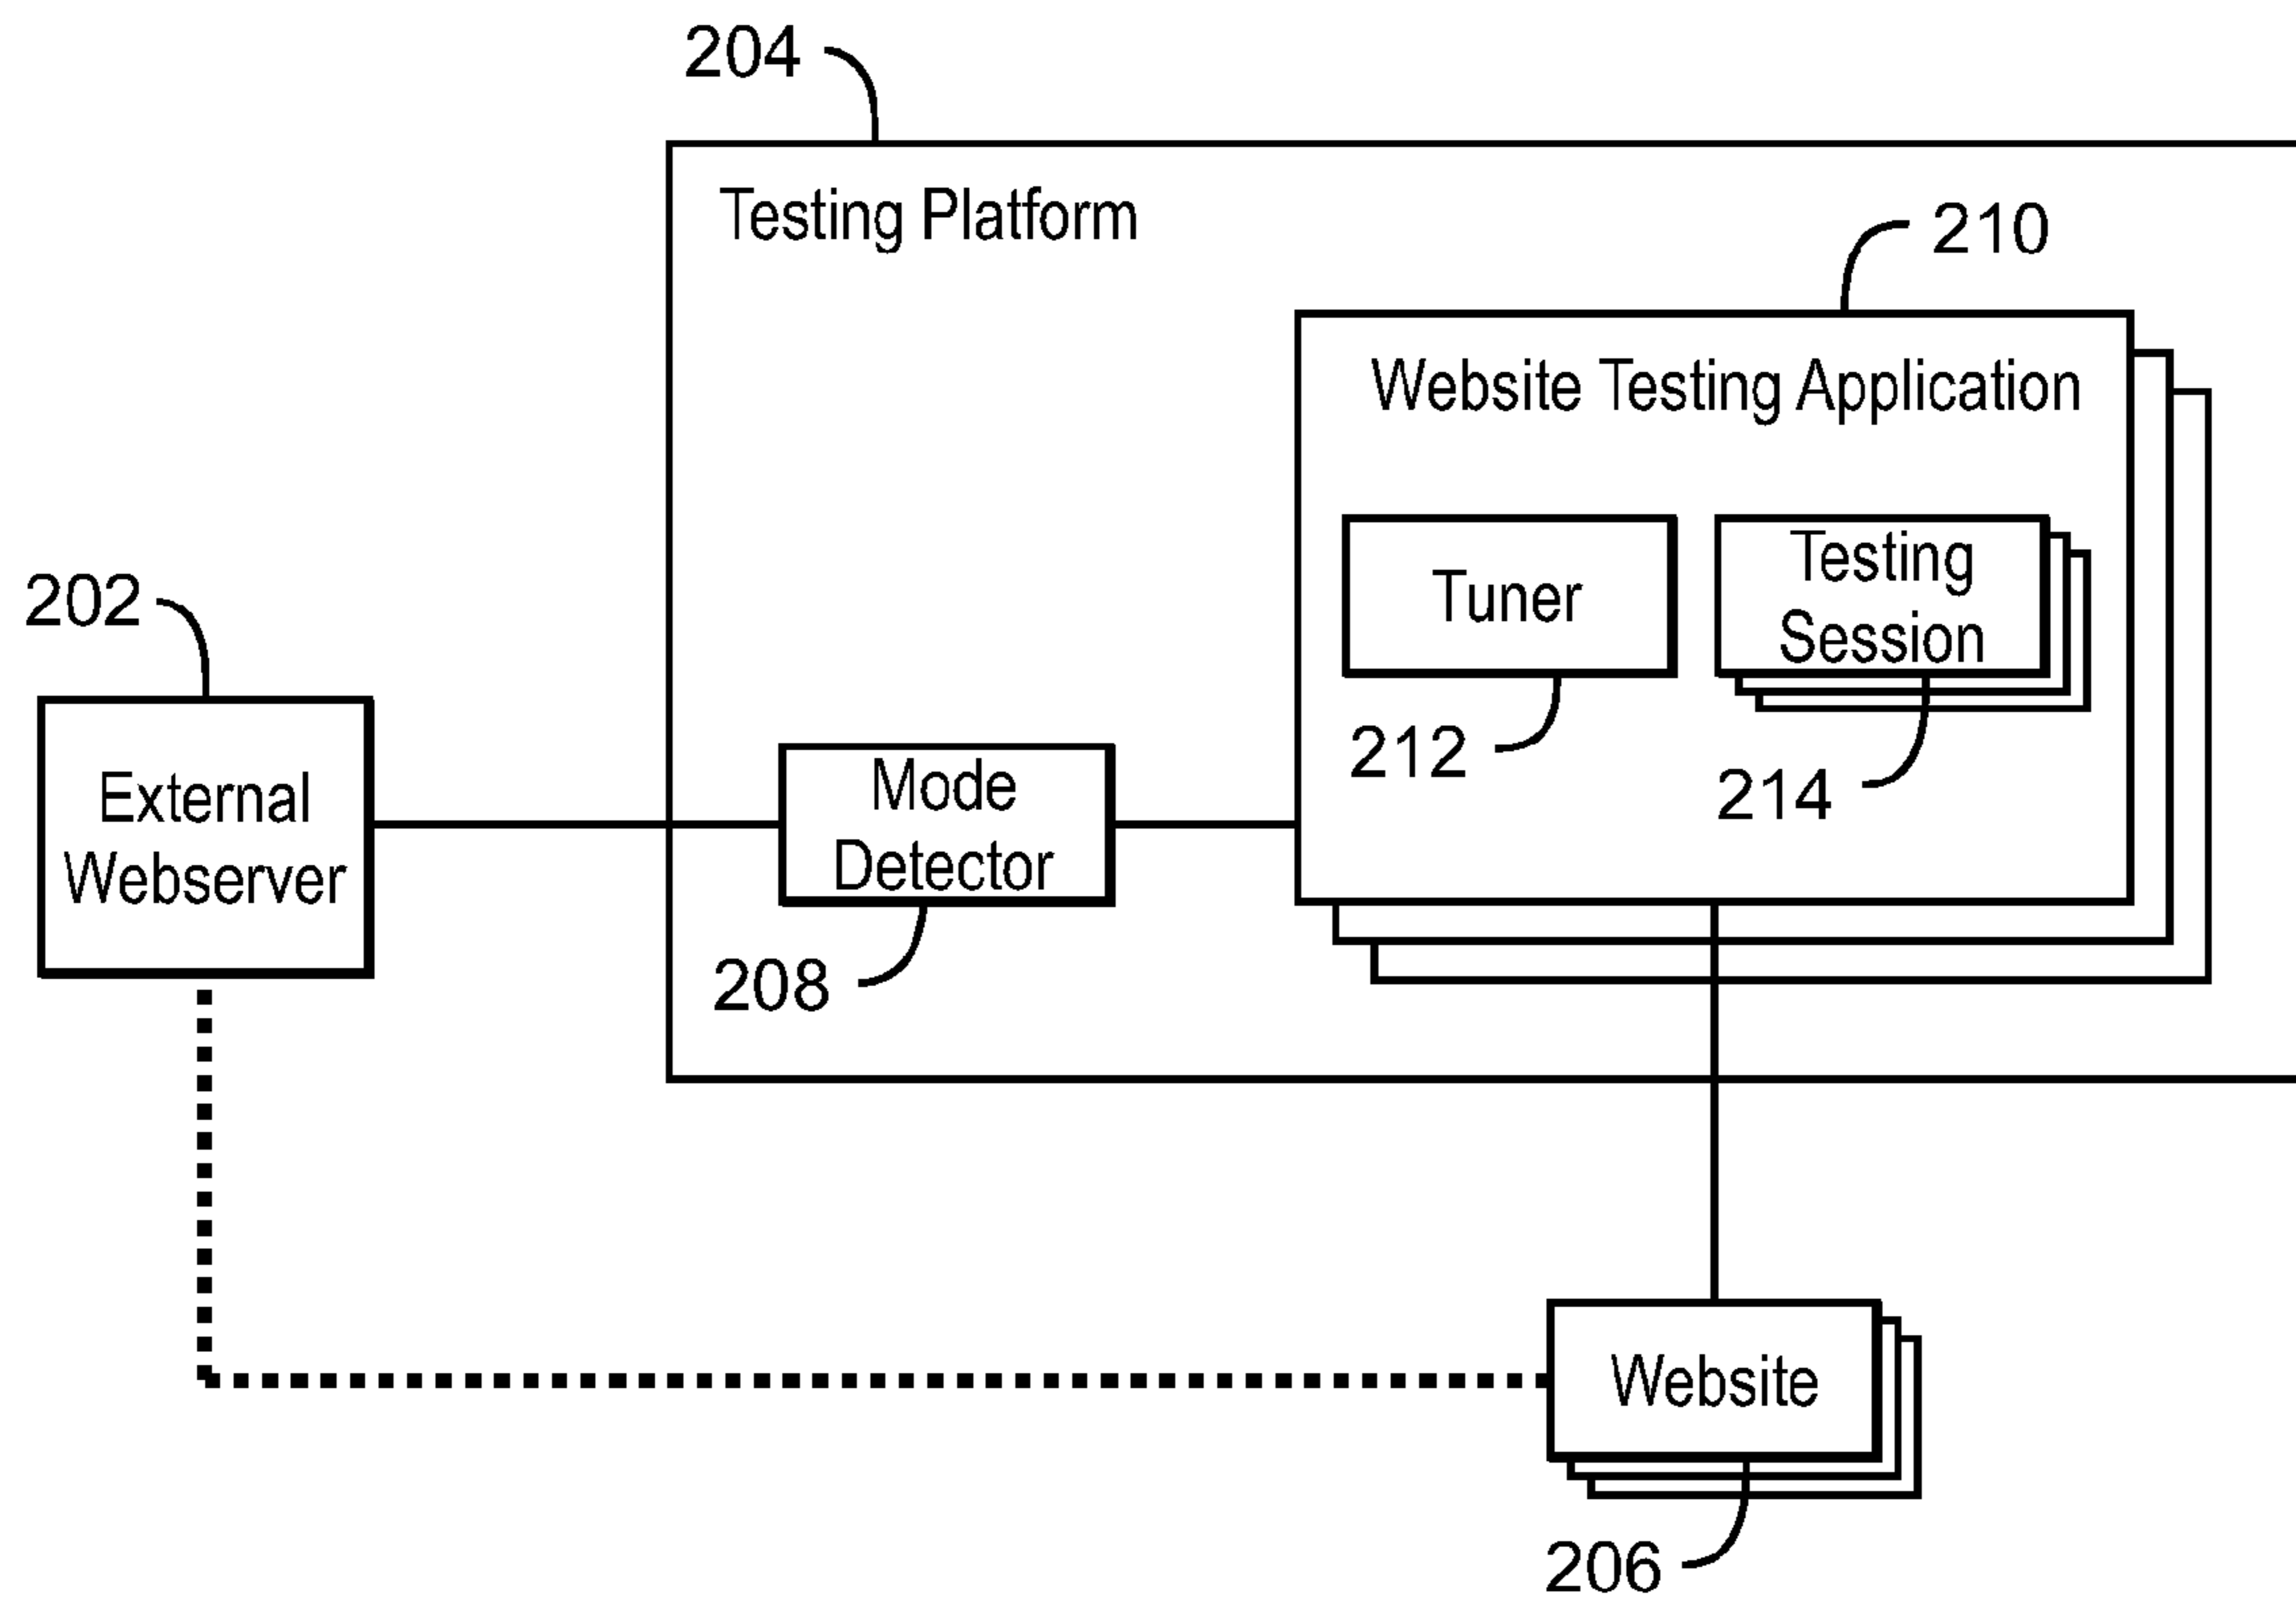 204
Testing Platform
210
Website Testing Application
Tuner
Testing
Session
202
212
214
External
Webserver
Mode
Detector
208
Website
206